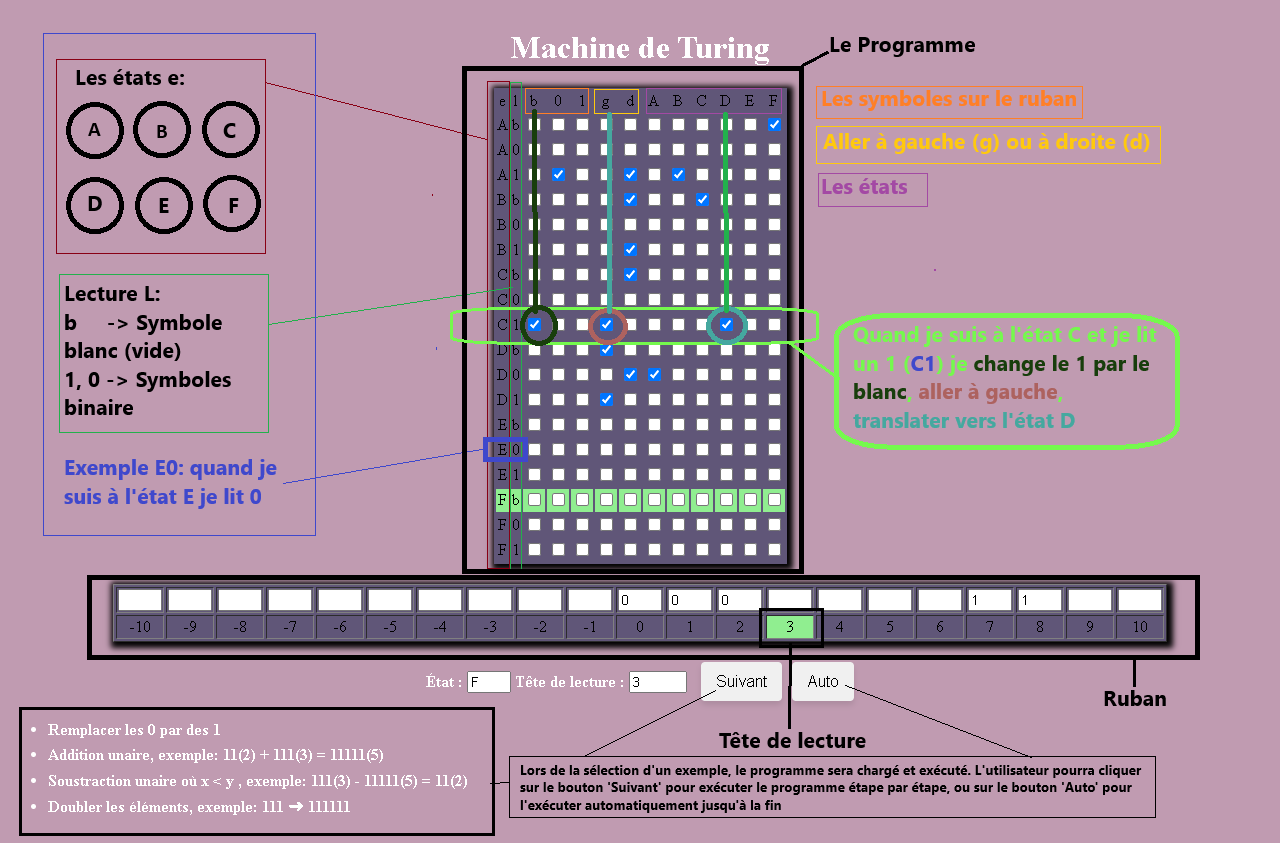 Machine de Turing
Le Programme
Les états e:
A B C
D E F
Lecture L:
b -> Symbole
blanc (vide)
1, 0 -> Symboles
binaire
Exemple E0: quand je
suis à l'état E je lit 0
e l b 0 1 g d A B C D E F
A b
A 0
A 1
B b
B 0
B 1
C b
C 0
C 1
D b
D 0
D 1
E b
E 0
E 1
F b
F 0
F 1
Les symboles sur le ruban
Aller à gauche (g) ou à droite (d)
Les états
Quand je suis à l'état C et je lit
un 1 (C1) je change le 1 par le
blanc, aller à gauche,
translater vers l'état D
0 0 0 1 1
-10 -9 -8 -7 -6 -5 -4 -3 -2 -1 0 1 2 3 4 5 6 7 8 9 10
État : F Tête de lecture : 3 Suivant Auto
Ruban
Tête de lecture
Remplacer les 0 par des 1
Addition unaire, exemple: 11(2) + 111(3) = 11111(5)
Soustraction unaire où x < y , exemple: 111(3) - 11111(5) = 11(2)
Doubler les éléments, exemple: 111 ➜ 111111
Lors de la sélection d'un exemple, le programme sera chargé et exécuté. L'utilisateur pourra cliquer
sur le bouton 'Suivant' pour exécuter le programme étape par étape, ou sur le bouton 'Auto' pour
l'exécuter automatiquement jusqu'à la fin